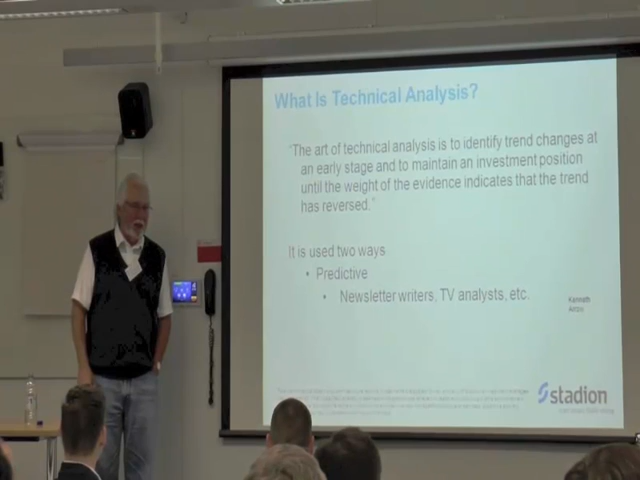 What Is Technical Analysis?
"The art of technical analysis is to identify trend changes at
an early stage and to maintain an investment position
until the weight of the evidence indicates that the trend
has reversed."
It is used two ways
• Predictive
• Newsletter writers, TV analysts, etc.
Kenneth
stadion